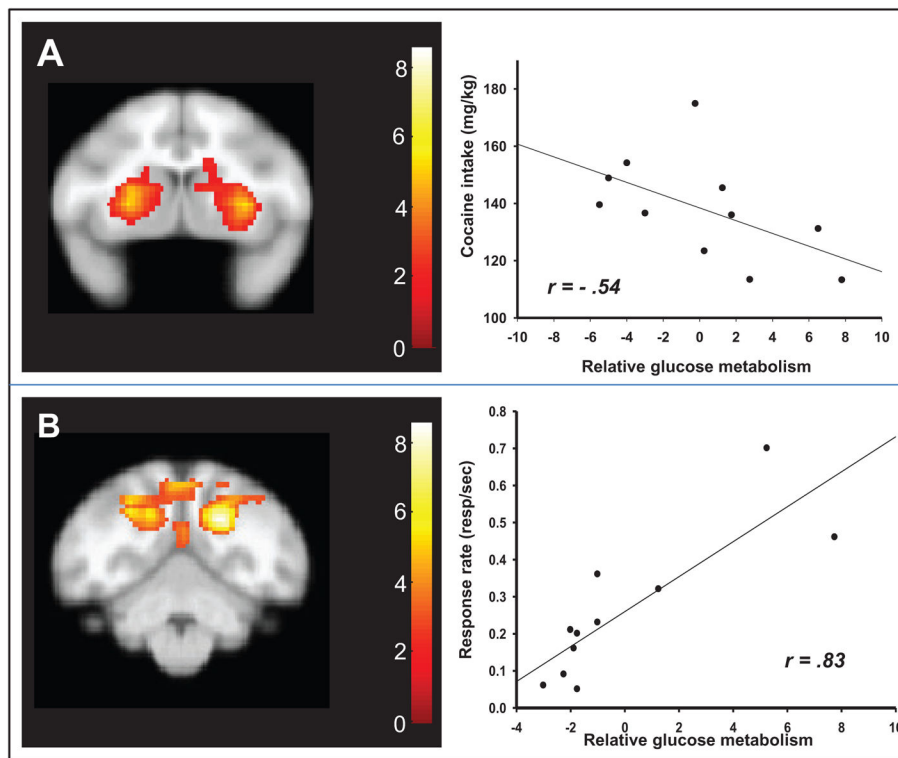 A
8
6
4
2
0
Cocaine intake (mg/kg)
180
160
140
120
100
r = - .54
-10 -8 -6 -4 -2 0 2 4 6 8 10
Relative glucose metabolism
B
8
6
4
2
0
Response rate (resp/sec)
0.8
0.7
0.6
0.5
0.4
0.3
0.2
0.1
0.0
r = .83
-4 -2 0 2 4 6 8 10
Relative glucose metabolism